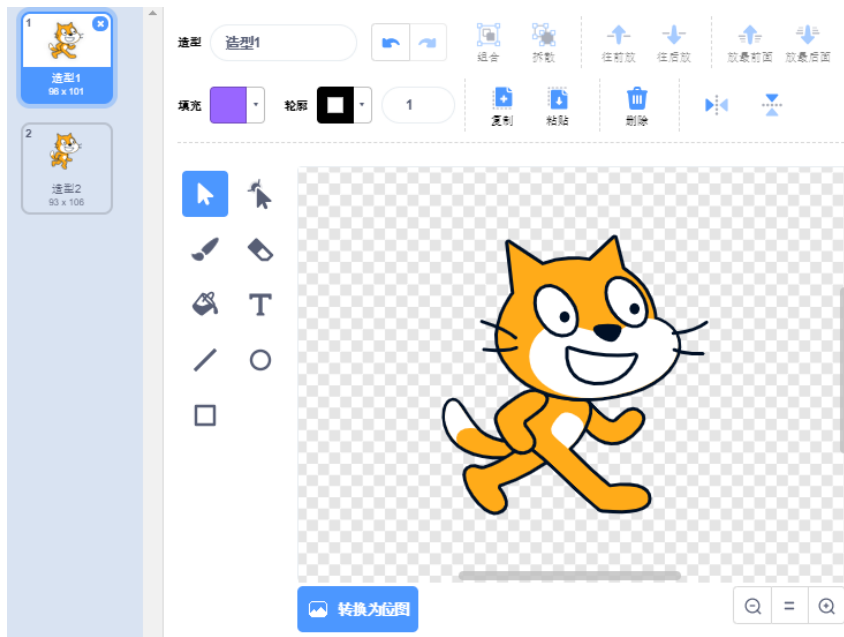 1
造型1
96 x 101
2
造型2
93 x 106
造型 造型1
组合 拆散 往前放 往后放 放最前面 放最后面
填充 轮廓 1
复制 粘贴 删除
T
转换为位图